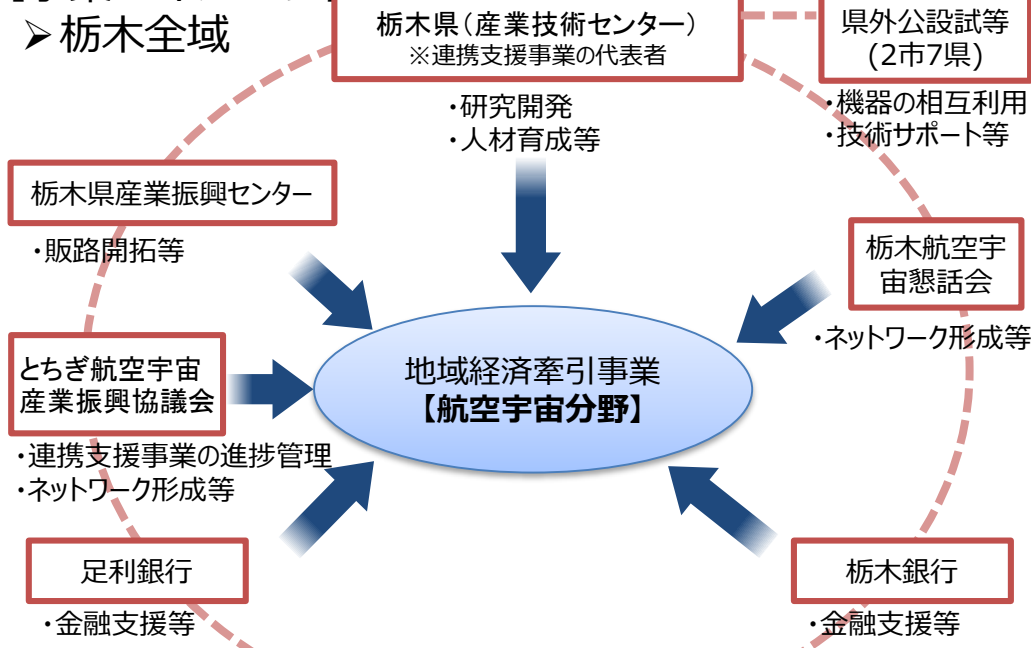 ➢栃木全域
栃木県（産業技術センター）
※連携支援事業の代表者
県外公設試等
(2市7県)
・研究開発
・人材育成等
・機器の相互利用
・技術サポート等
栃木県産業振興センター
・販路開拓等
栃木航空宇
宙懇話会
・ネットワーク形成等
とちぎ航空宇宙
産業振興協議会
・連携支援事業の進捗管理
・ネットワーク形成等
地域経済牽引事業
【航空宇宙分野】
足利銀行
・金融支援等
栃木銀行
・金融支援等